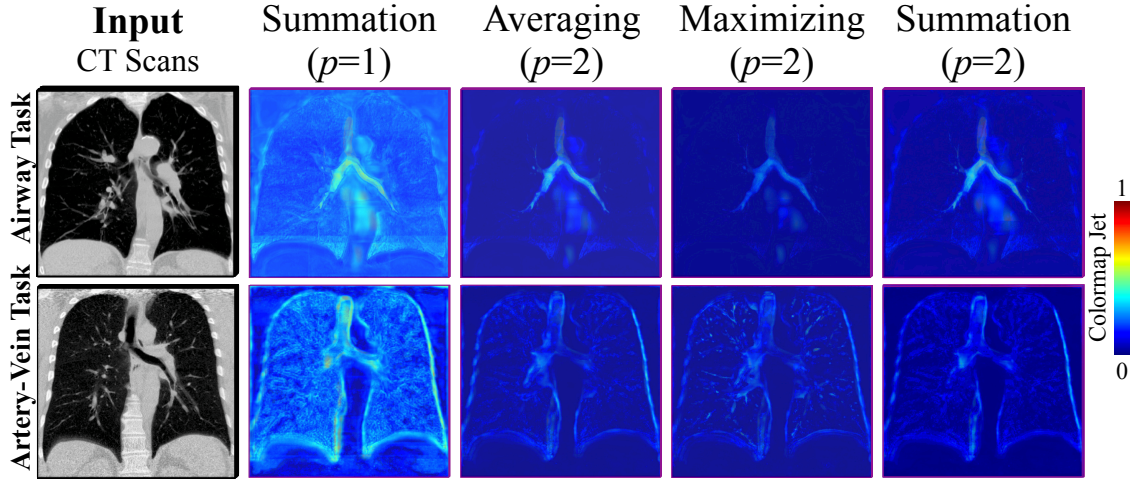 Input
CT Scans
Summation
(p=1)
Averaging
(p=2)
Maximizing
(p=2)
Summation
(p=2)
Airway Task
Artery-Vein Task
1
Colormap Jet
0